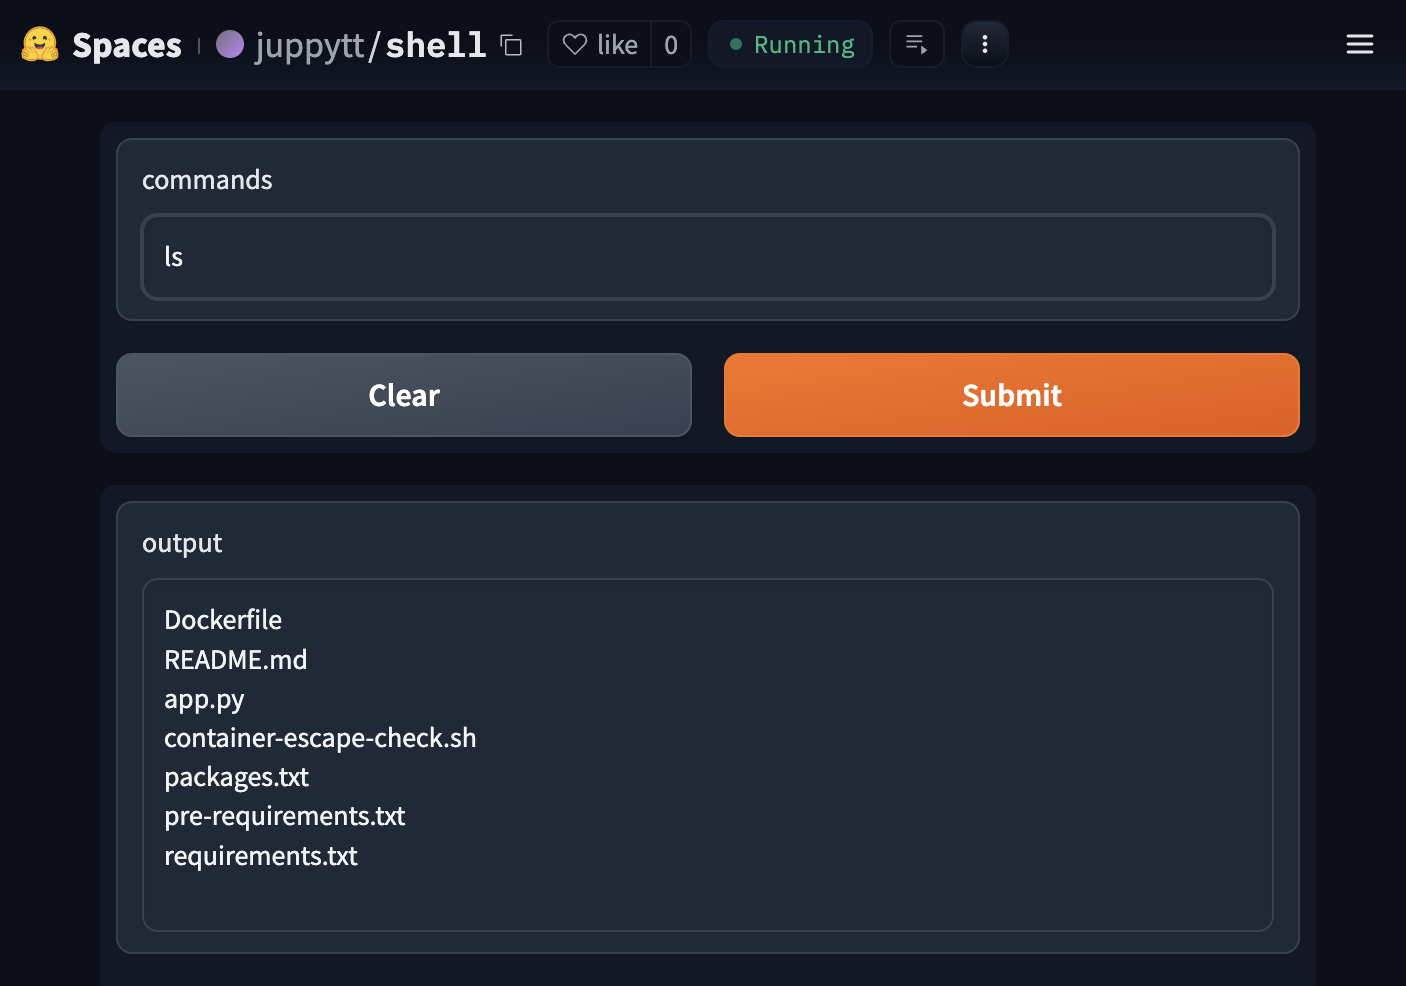 Spaces juppytt/shell like 0 Running
commands
ls
Clear Submit
output
Dockerfile
README.md
app.py
container-escape-check.sh
packages.txt
pre-requirements.txt
requirements.txt